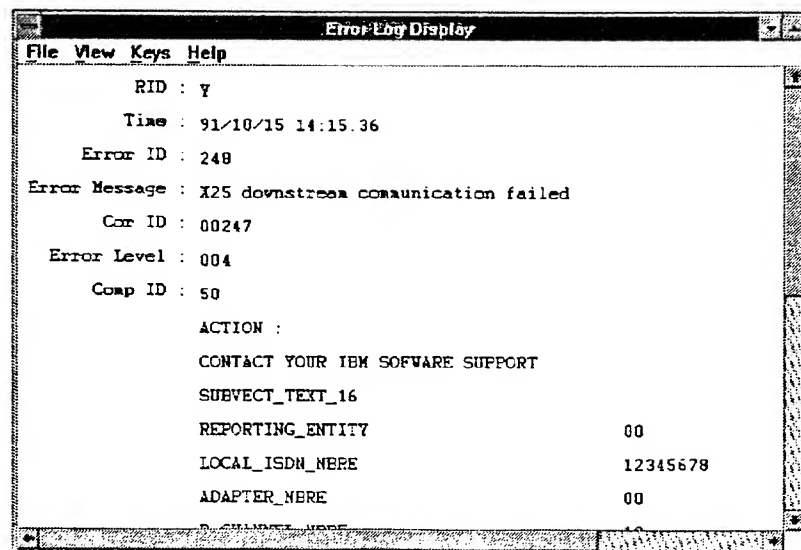 Error Log Display
File View Keys Help
RID : Y
Time : 91/10/15 14:15.36
Error ID : 248
Error Message : X25 downstream communication failed
Cor ID : 00247
Error Level : 004
Comp ID : 50
ACTION :
CONTACT YOUR IBM SOFWARE SUPPORT
SUBVECT_TEXT_16
REPORTING_ENTITY 00
LOCAL_ISDN_NBRE 12345678
ADAPTER_NBRE 00